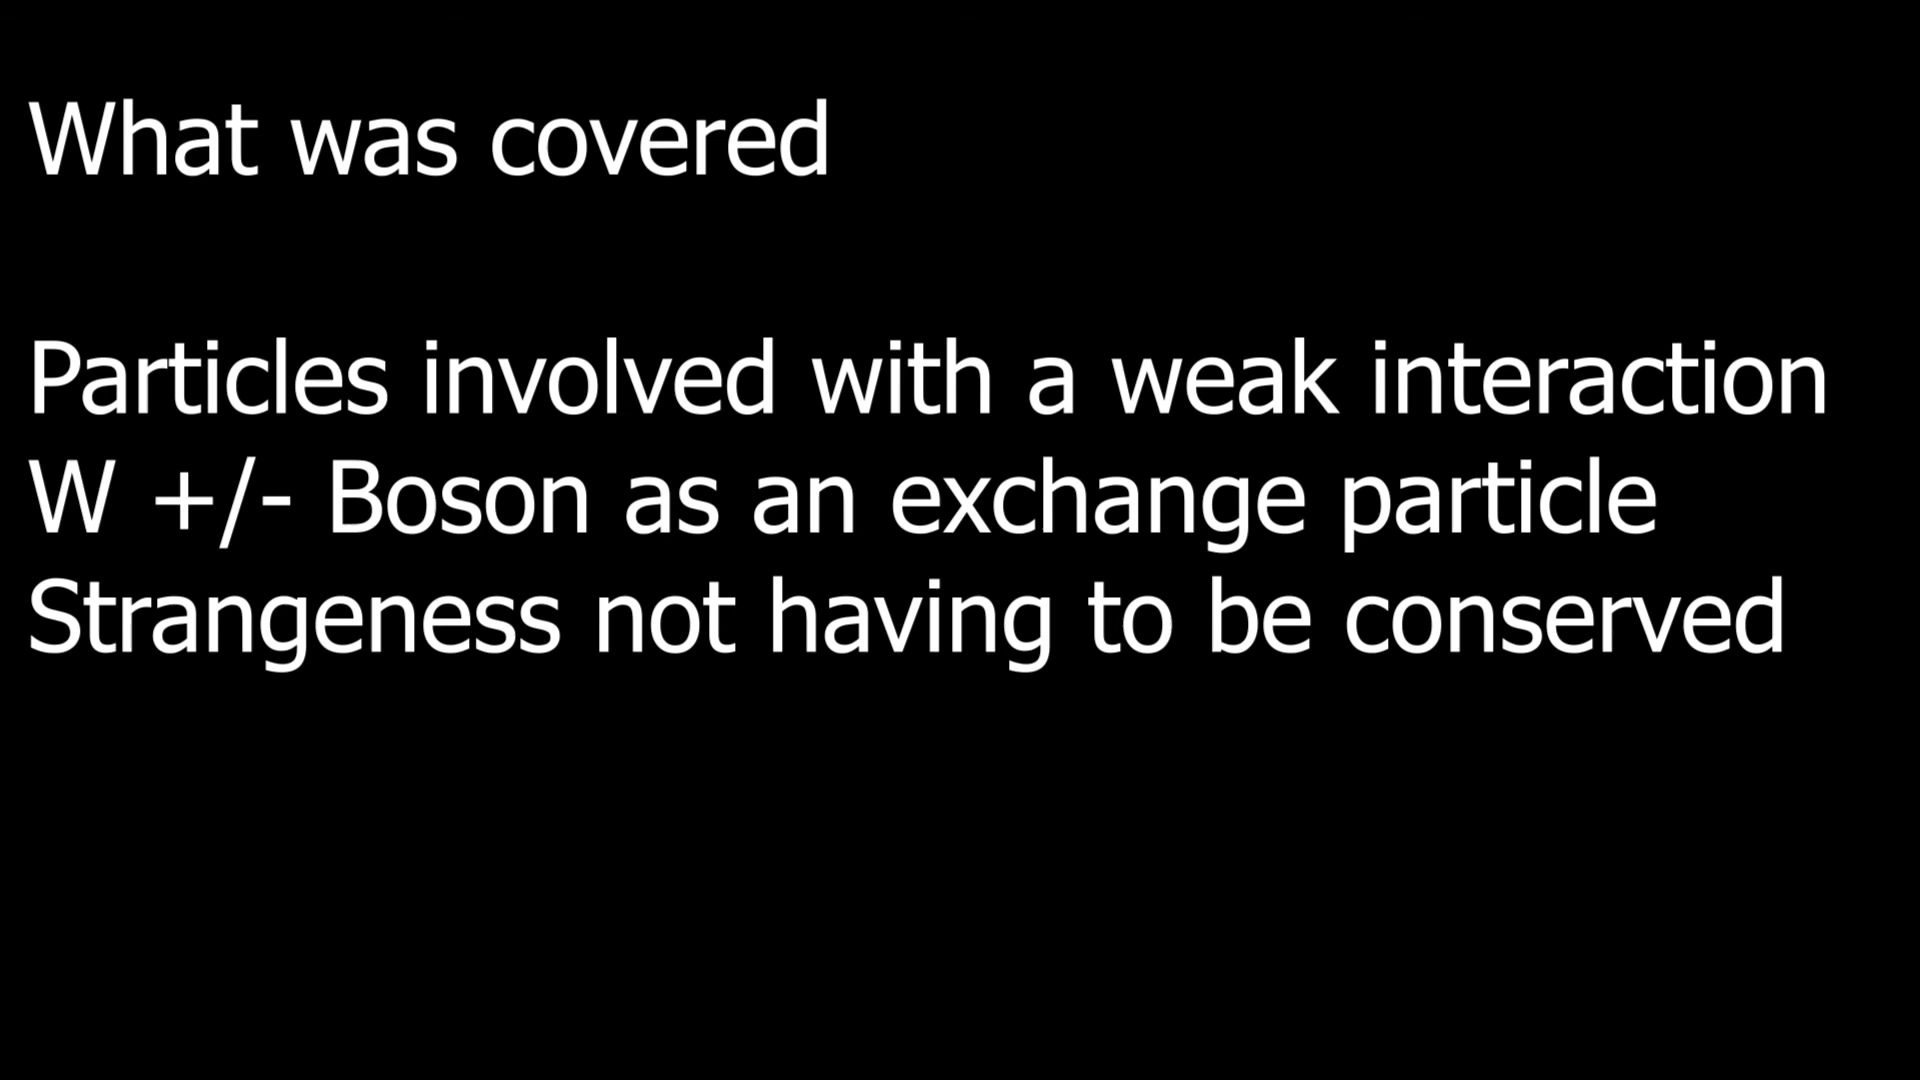 What was covered
Particles involved with a weak interaction
W +/- Boson as an exchange particle
Strangeness not having to be conserved